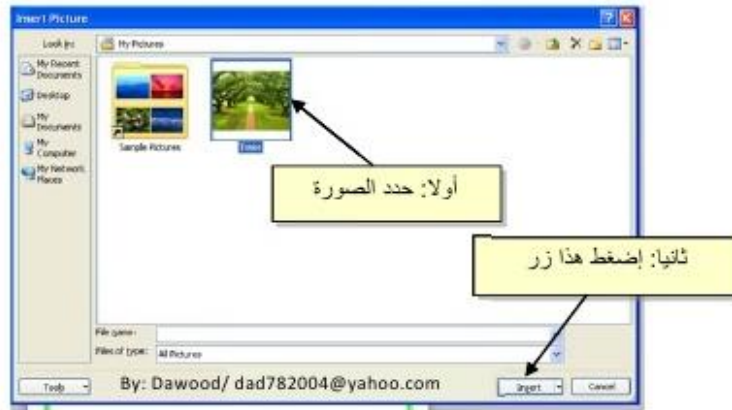 Insert Picture
Look in:
My Pictures
My Recent Documents
Desktop
My Documents
My Computer
My Network Places
Sample Pictures
أولا: حدد الصورة
ثانيا: إضغط هذا زر
File name:
Files of type:
All Pictures
Tools
By: Dawood/ dad782004@yahoo.com
Insert
Cancel